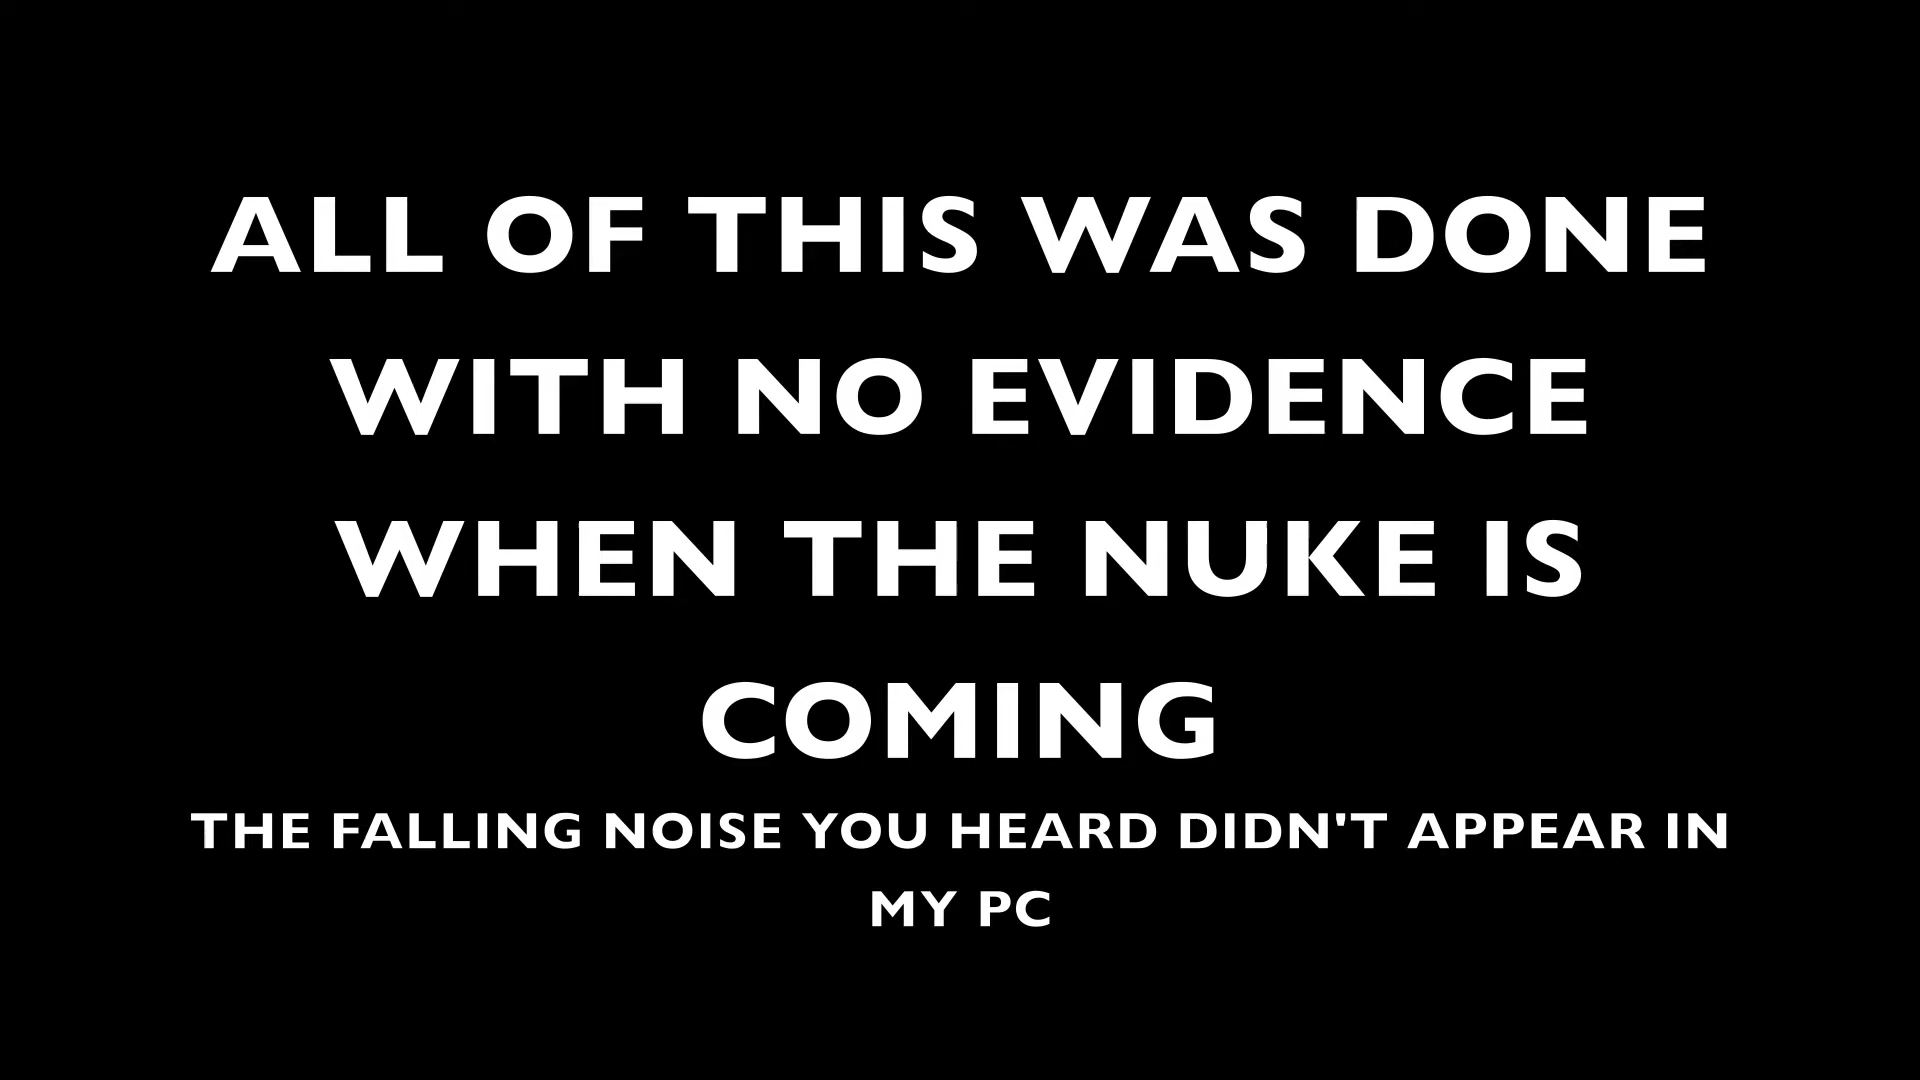 ALL OF THIS WAS DONE
WITH NO EVIDENCE
WHEN THE NUKE IS
COMING
THE FALLING NOISE YOU HEARD DIDN'T APPEAR IN
MY PC